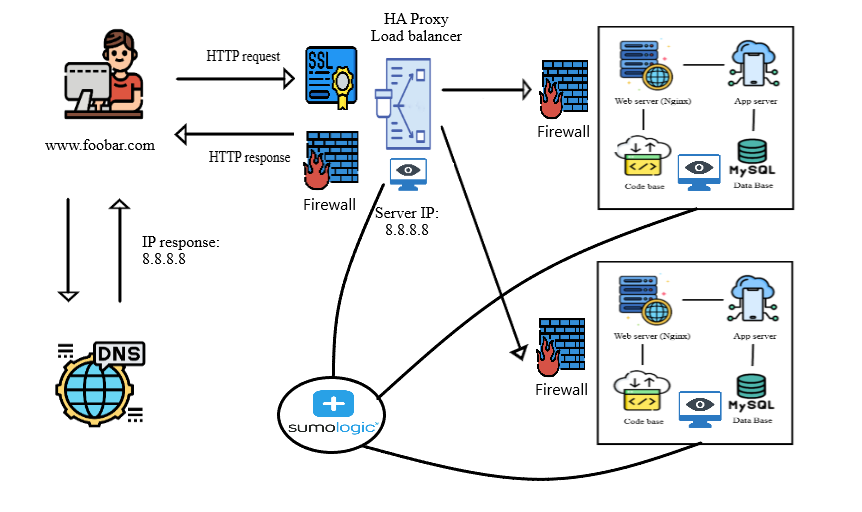 HA Proxy
Load balancer
HTTP request
SSL
www.foobar.com
HTTP response
Firewall
Server IP:
8.8.8.8
IP response:
8.8.8.8
DNS
sumologic
Firewall
Web server (Nginx)
App server
Code base
MySQL
Data Base
Firewall
Web server (Nginx)
App server
Code base
MySQL
Data Base